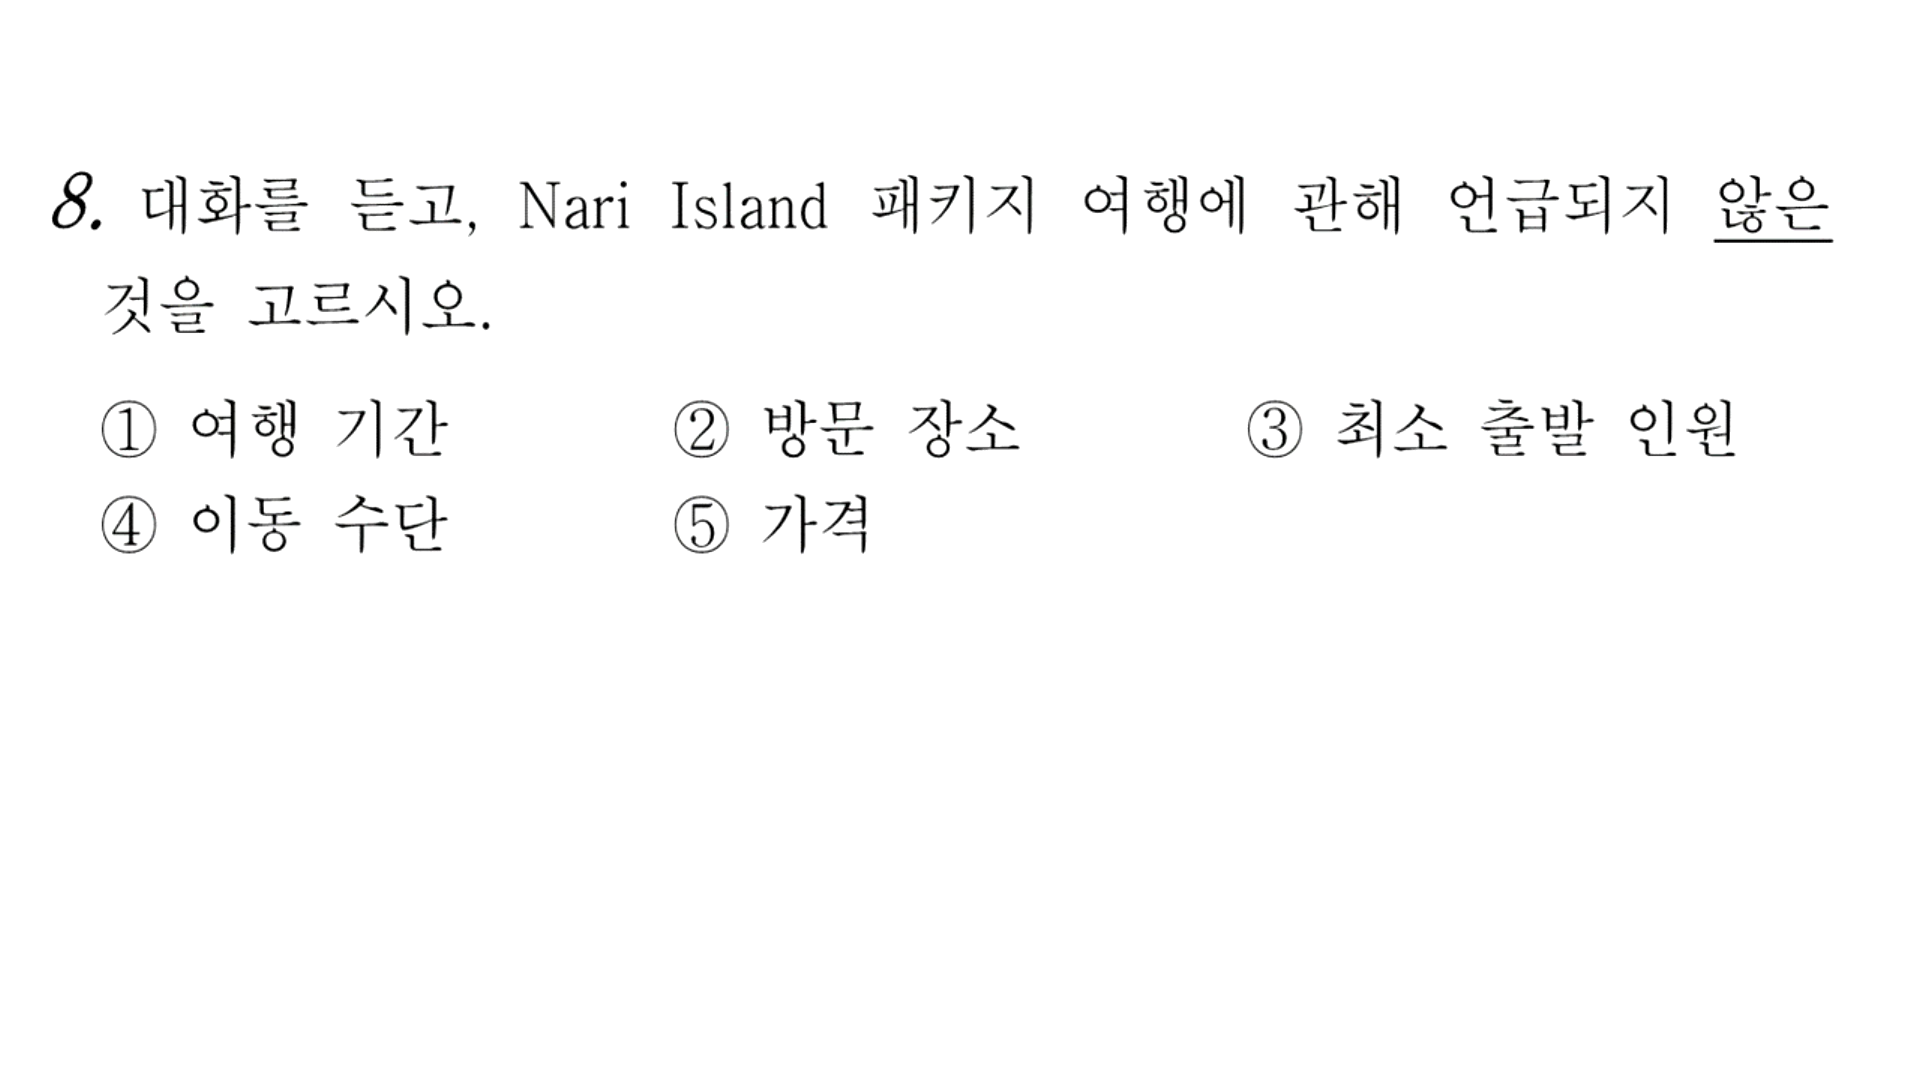 8. 대화를 듣고, Nari Island 패키지 여행에 관해 언급되지 않은
것을 고르시오.
① 여행 기간 ② 방문 장소 ③ 최소 출발 인원
④ 이동 수단 ⑤ 가격